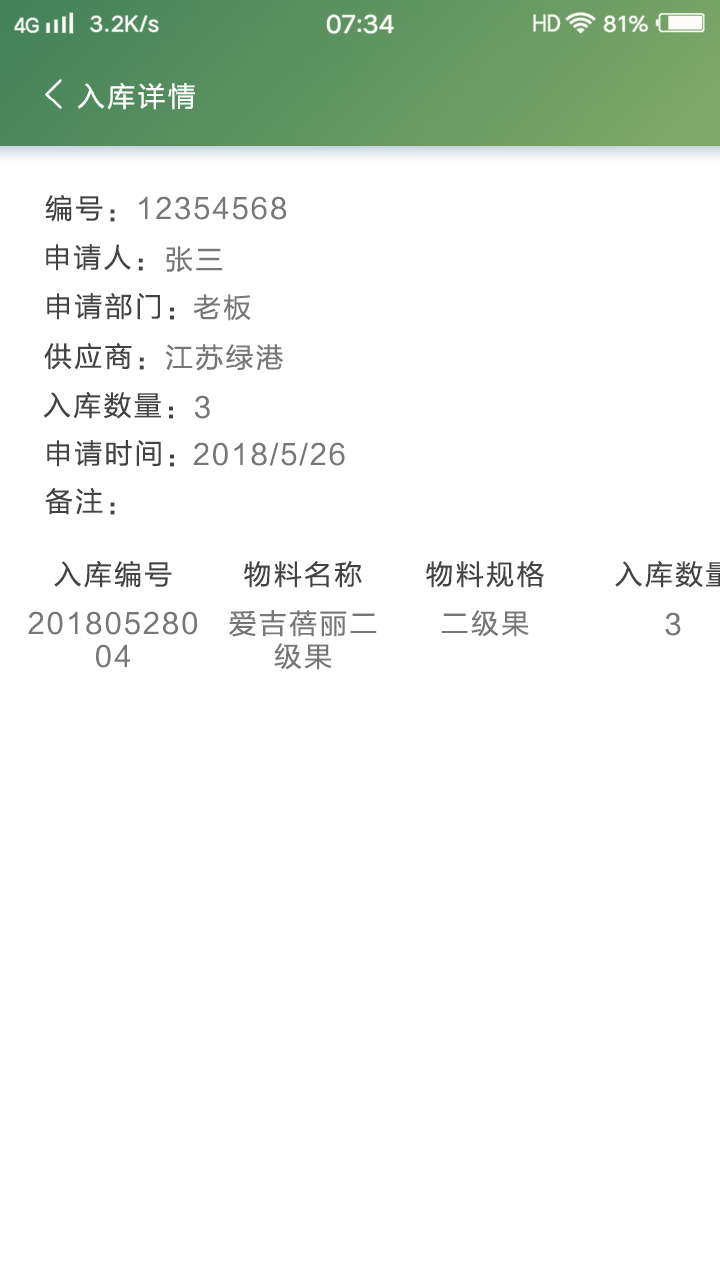 4G 3.2K/s 07:34 HD 81%
入库详情
编号：12354568
申请人：张三
申请部门：老板
供应商：江苏绿港
入库数量：3
申请时间：2018/5/26
备注：
入库编号 物料名称 物料规格 入库数量
201805280 爱吉蓓丽二 二级果 3
04 级果